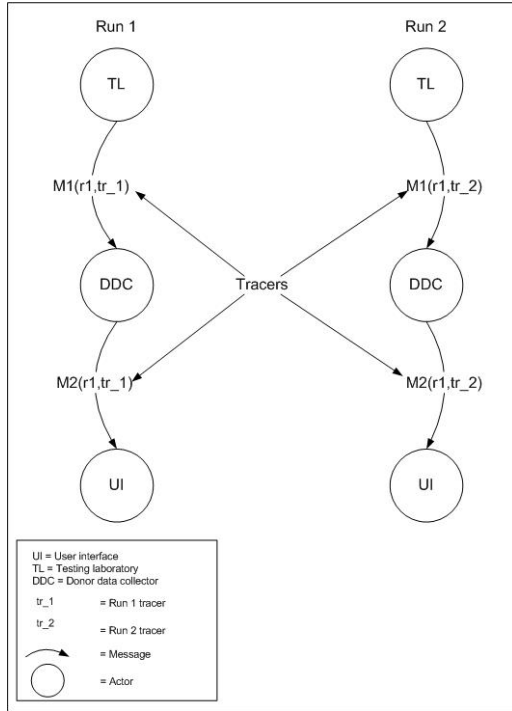 Run 1
Run 2
TL
TL
M1(r1,tr_1)
M1(r1,tr_2)
DDC
Tracers
DDC
M2(r1,tr_1)
M2(r1,tr_2)
UI
UI
UI = User interface
TL = Testing laboratory
DDC = Donor data collector
tr_1 = Run 1 tracer
tr_2 = Run 2 tracer
= Message
= Actor